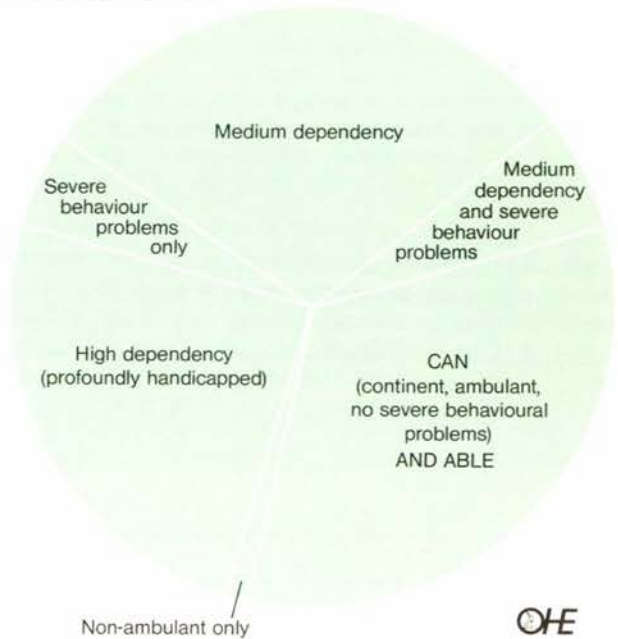 Medium dependency
Severe
behaviour
problems
only
Medium
dependency
and severe
behaviour
problems
High dependency
(profoundly handicapped)
CAN
(continent, ambulant,
no severe behavioural
problems)
AND ABLE
Non-ambulant only
OHE